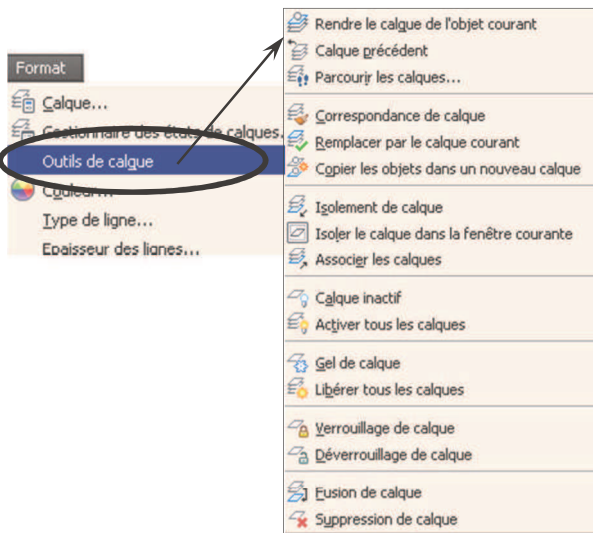 Format
Calque...
Gestionnaire des états de calques.
Outils de calque
Couleur...
Type de ligne...
Epaisseur des lignes...
Rendre le calque de l'objet courant
Calque précédent
Parcourir les calques...
Correspondance de calque
Remplacer par le calque courant
Copier les objets dans un nouveau calque
Isolement de calque
Isoler le calque dans la fenêtre courante
Associer les calques
Calque inactif
Activer tous les calques
Gel de calque
Libérer tous les calques
Verrouillage de calque
Déverrouillage de calque
Fusion de calque
Suppression de calque